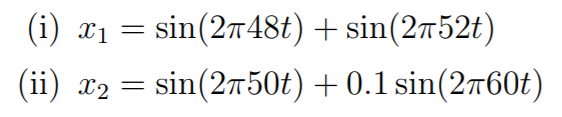 (i) x₁ = sin(2π48t) + sin(2π52t)
(ii) x₂ = sin(2π50t) + 0.1 sin(2π60t)